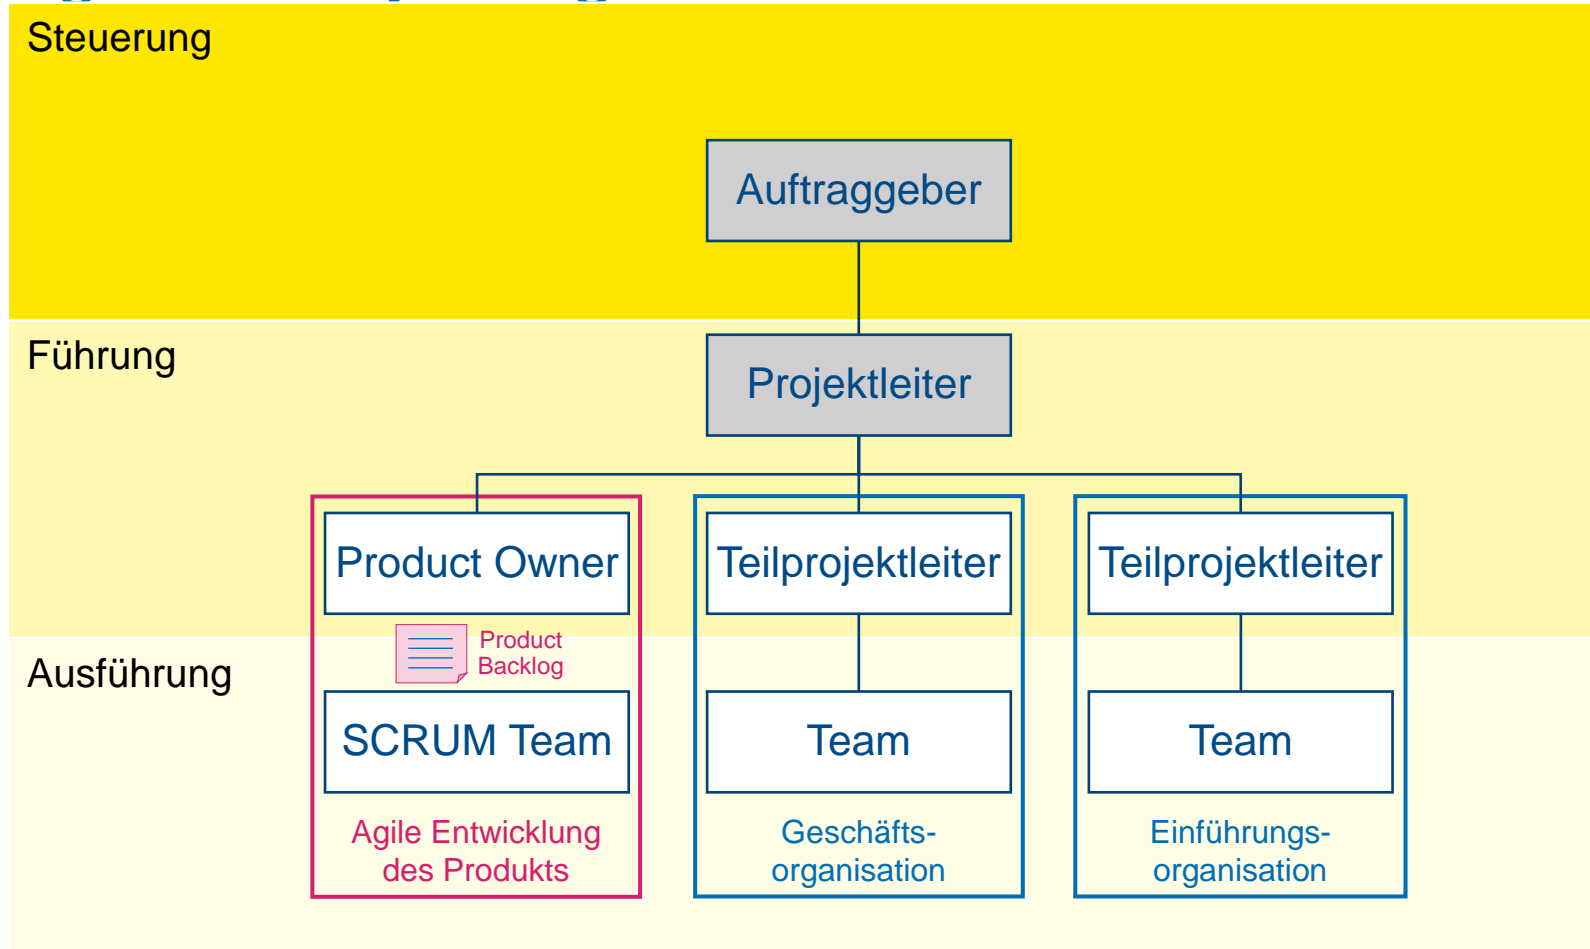 Steuerung
Auftraggeber
Führung
Projektleiter
Product Owner
Teilprojektleiter
Teilprojektleiter
Product
Backlog
Ausführung
SCRUM Team
Team
Team
Agile Entwicklung
des Produkts
Geschäfts-
organisation
Einführungs-
organisation